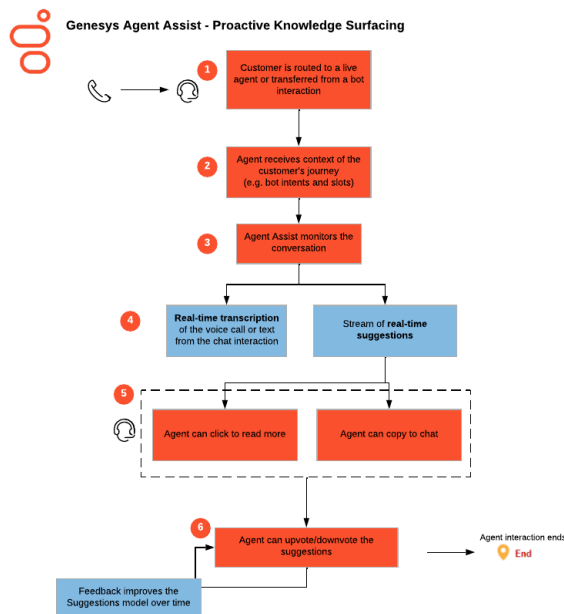 Genesys Agent Assist - Proactive Knowledge Surfacing
1
Customer is routed to a live
agent or transferred from a bot
interaction
2
Agent receives context of the
customer's journey
(e.g. bot intents and slots)
3
Agent Assist monitors the
conversation
4
Real-time transcription
of the voice call or text
from the chat interaction
Stream of real-time
suggestions
5
Agent can click to read more
Agent can copy to chat
6
Agent can upvote/downvote the
suggestions
Agent interaction ends
End
Feedback improves the
Suggestions model over time